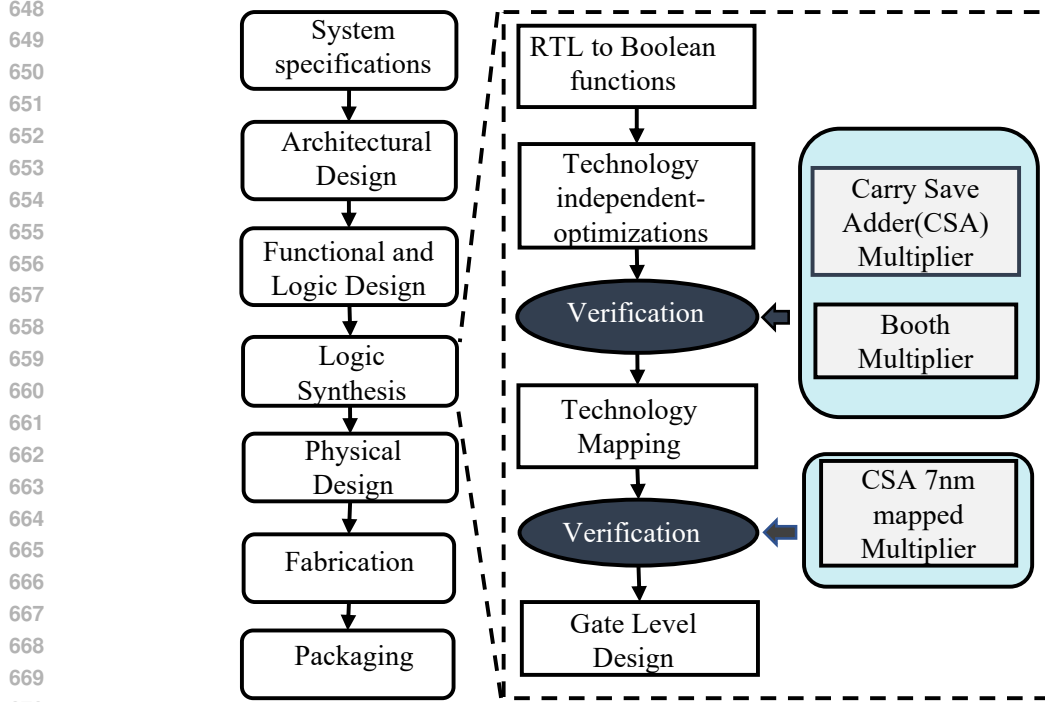 648
649
650
651
652
653
654
655
656
657
658
659
660
661
662
663
664
665
666
667
668
669
System
specifications
Architectural
Design
Functional and
Logic Design
Logic
Synthesis
Physical
Design
Fabrication
Packaging
RTL to Boolean
functions
Technology
independent-
optimizations
Verification
Technology
Mapping
Verification
Gate Level
Design
Carry Save
Adder(CSA)
Multiplier
Booth
Multiplier
CSA 7nm
mapped
Multiplier